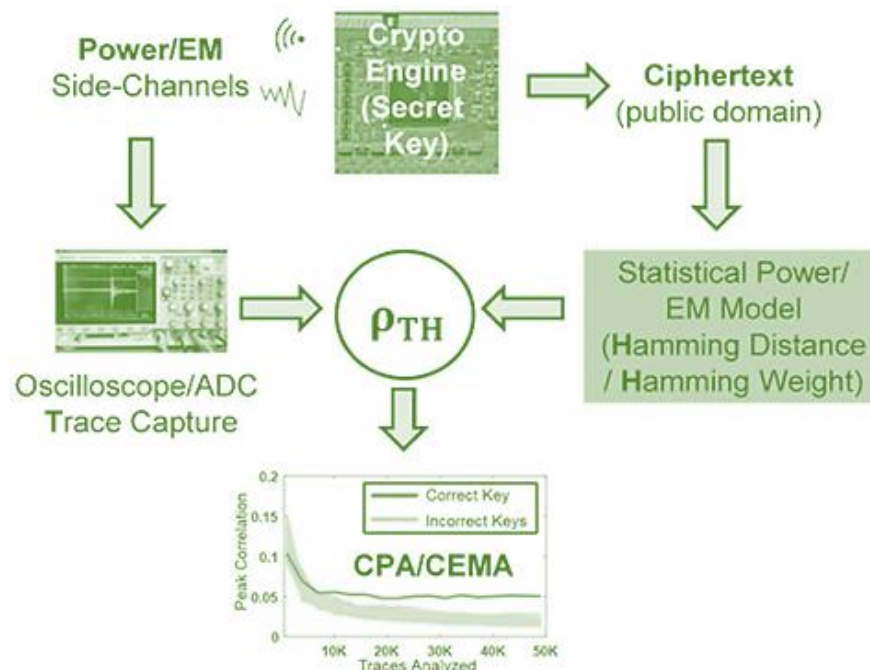 Power/EM
Side-Channels
Crypto
Engine
(Secret
Key)
Ciphertext
(public domain)
Oscilloscope/ADC
Trace Capture
ρTH
Statistical Power/
EM Model
(Hamming Distance
/ Hamming Weight)
0.2
0.15
0.1
0.05
0
Peak Correlation
Correct Key
Incorrect Keys
CPA/CEMA
10K 20K 30K 40K 50K
Traces Analyzed